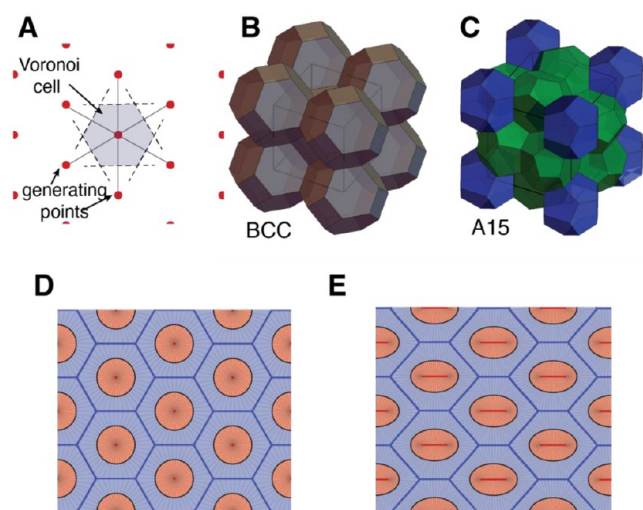 A
Voronoi
cell
generating
points
B
BCC
C
A15
D
E